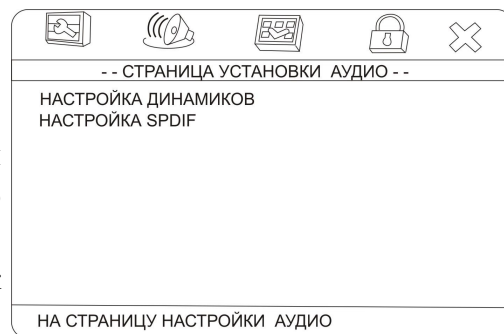 - - СТРАНИЦА УСТАНОВКИ АУДИО - -
НАСТРОЙКА ДИНАМИКОВ
НАСТРОЙКА SPDIF
НА СТРАНИЦУ НАСТРОЙКИ АУДИО